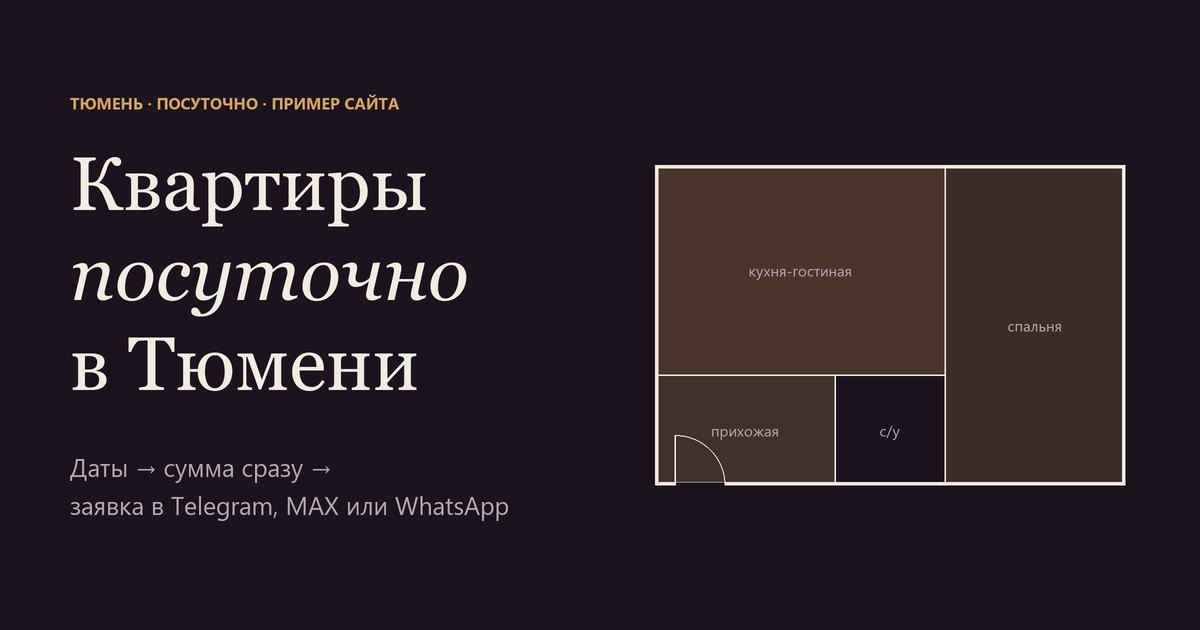 ТЮМЕНЬ · ПОСУТОЧНО · ПРИМЕР САЙТА
Квартиры
посуточно
в Тюмени
Даты → сумма сразу →
заявка в Telegram, MAX или WhatsApp
кухня-гостиная
спальня
прихожая
с/у